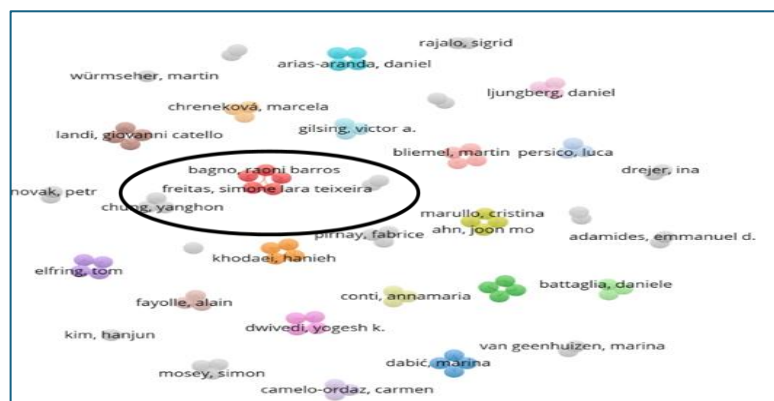 rajalo, sigrid
arias-aranda, daniel
würmseher, martin
ljungberg, daniel
chreneková, marcela
landi, giovanni catello
gilsing, victor a.
bliemel, martin
persico, luca
bagno, raoni barros
drejer, ina
freitas, simone lara teixeira
novak, petr
chung, yanghon
marullo, cristina
ahn, joon mo
pirnay, fabrice
adamides, emmanuel d.
khodaei, hanieh
elfring, tom
battaglia, daniele
fayolle, alain
conti, annamaria
dwivedi, yogesh k.
kim, hanjun
van geenhuizen, marina
dabić, marina
mosey, simon
camelo-ordaz, carmen